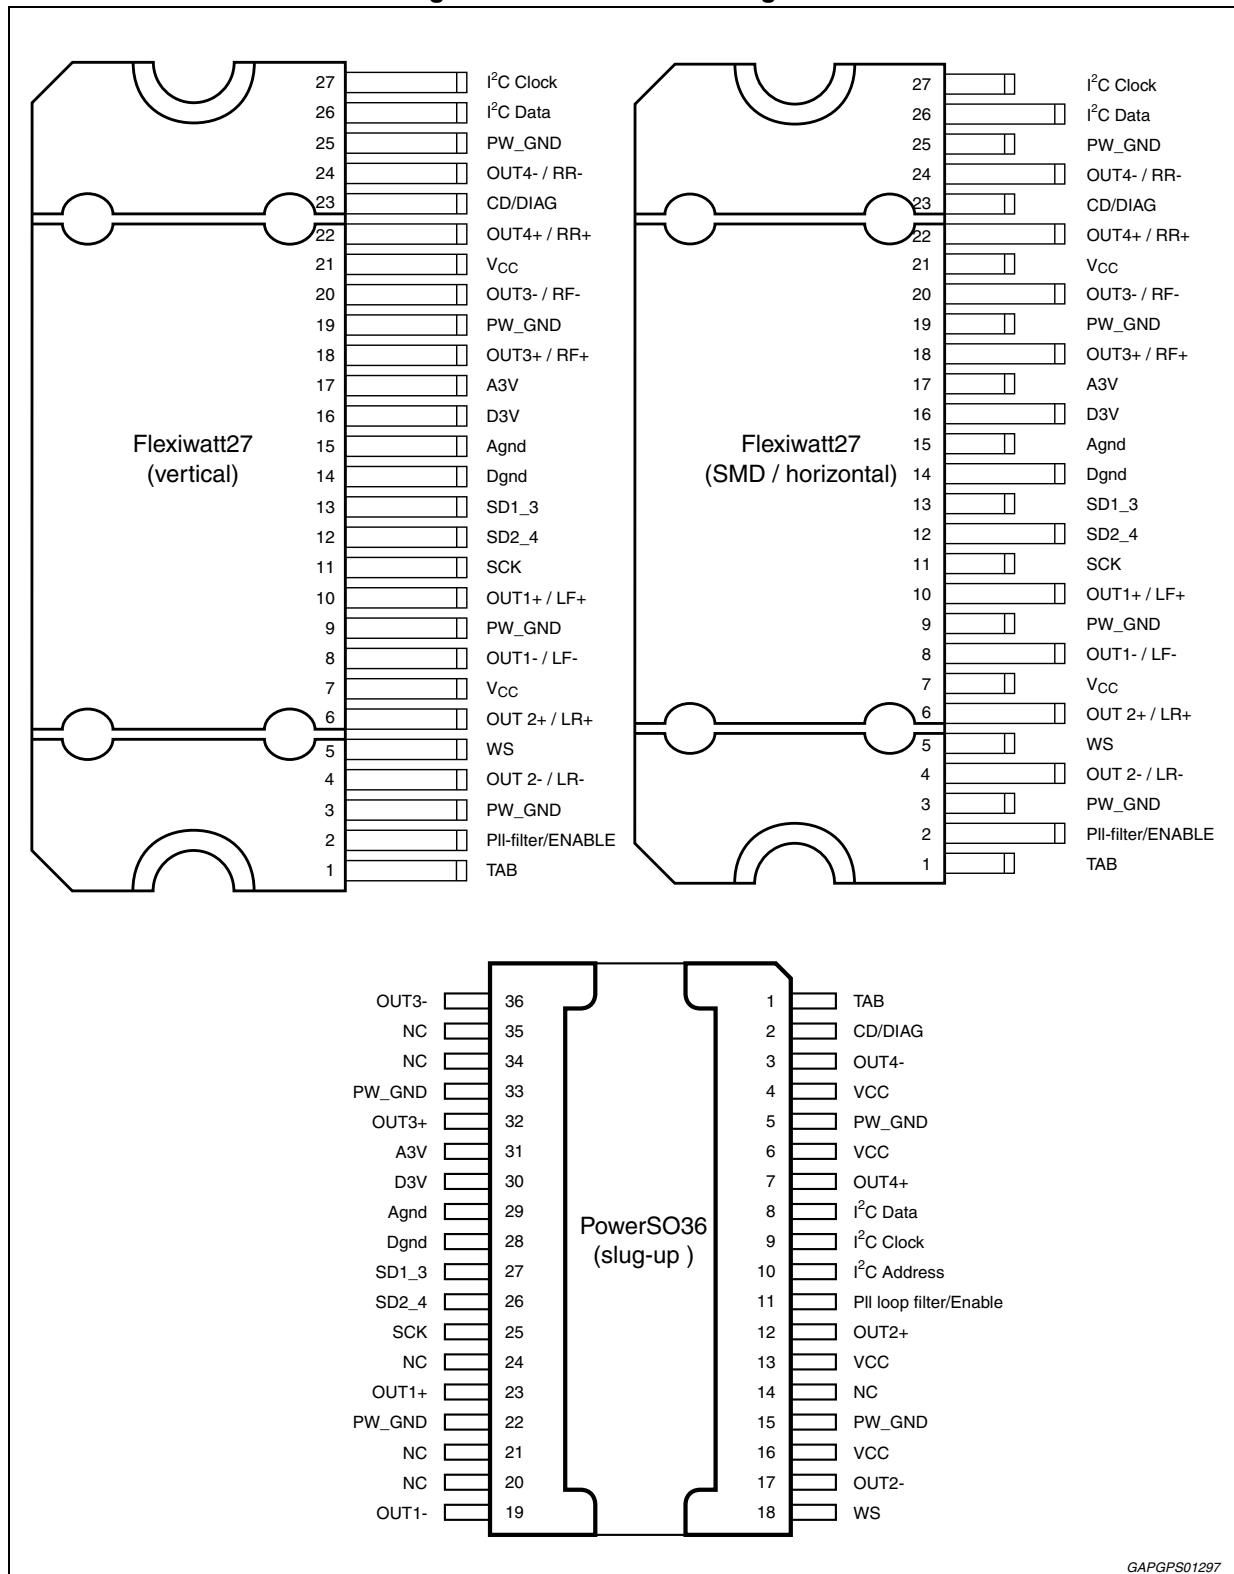 27 I²C Clock
26 I²C Data
25 PW_GND
24 OUT4- / RR-
23 CD/DIAG
22 OUT4+ / RR+
21 VCC
20 OUT3- / RF-
19 PW_GND
18 OUT3+ / RF+
17 A3V
16 D3V
15 Agnd
14 Dgnd
13 SD1_3
12 SD2_4
11 SCK
10 OUT1+ / LF+
9 PW_GND
8 OUT1- / LF-
7 VCC
6 OUT 2+ / LR+
5 WS
4 OUT 2- / LR-
3 PW_GND
2 Pll-filter/ENABLE
1 TAB
Flexiwatt27
(vertical)
27 I²C Clock
26 I²C Data
25 PW_GND
24 OUT4- / RR-
23 CD/DIAG
22 OUT4+ / RR+
21 VCC
20 OUT3- / RF-
19 PW_GND
18 OUT3+ / RF+
17 A3V
16 D3V
15 Agnd
14 Dgnd
13 SD1_3
12 SD2_4
11 SCK
10 OUT1+ / LF+
9 PW_GND
8 OUT1- / LF-
7 VCC
6 OUT 2+ / LR+
5 WS
4 OUT 2- / LR-
3 PW_GND
2 Pll-filter/ENABLE
1 TAB
Flexiwatt27
(SMD / horizontal)
OUT3- 36
NC 35
NC 34
PW_GND 33
OUT3+ 32
A3V 31
D3V 30
Agnd 29
Dgnd 28
SD1_3 27
SD2_4 26
SCK 25
NC 24
OUT1+ 23
PW_GND 22
NC 21
NC 20
OUT1- 19
PowerSO36
(slug-up )
1 TAB
2 CD/DIAG
3 OUT4-
4 VCC
5 PW_GND
6 VCC
7 OUT4+
8 I²C Data
9 I²C Clock
10 I²C Address
11 Pll loop filter/Enable
12 OUT2+
13 VCC
14 NC
15 PW_GND
16 VCC
17 OUT2-
18 WS
GAPGPS01297